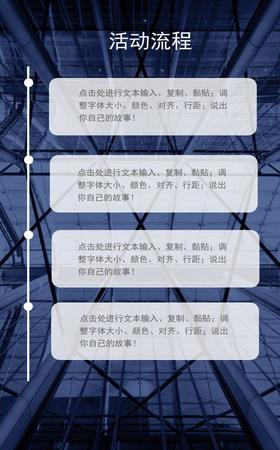 活动流程
点击处进行文本输入、复制、黏贴；调
整字体大小、颜色、对齐、行距；说出
你自己的故事！
点击处进行文本输入、复制、黏贴；调
整字体大小、颜色、对齐、行距；说出
你自己的故事！
点击处进行文本输入、复制、黏贴；调
整字体大小、颜色、对齐、行距；说出
你自己的故事！
点击处进行文本输入、复制、黏贴；调
整字体大小、颜色、对齐、行距；说出
你自己的故事！